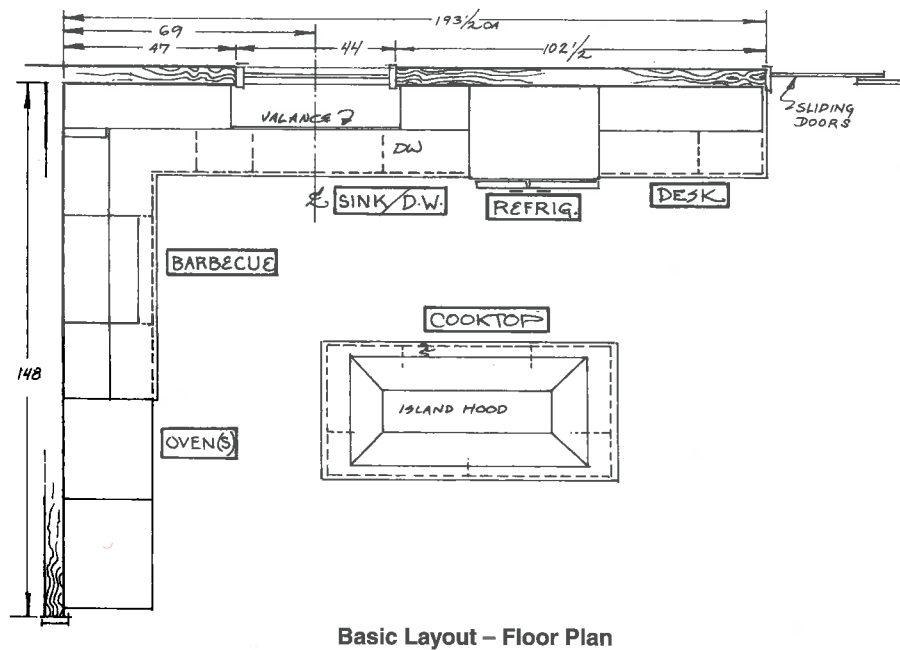 193 1/2 OA
69
47
44
102 1/2
SLIDING
DOORS
VALANCE
DW
℄ SINK/D.W.
REFRIG.
DESK
BARBECUE
COOKTOP
148
ISLAND HOOD
OVEN(S)
Basic Layout – Floor Plan